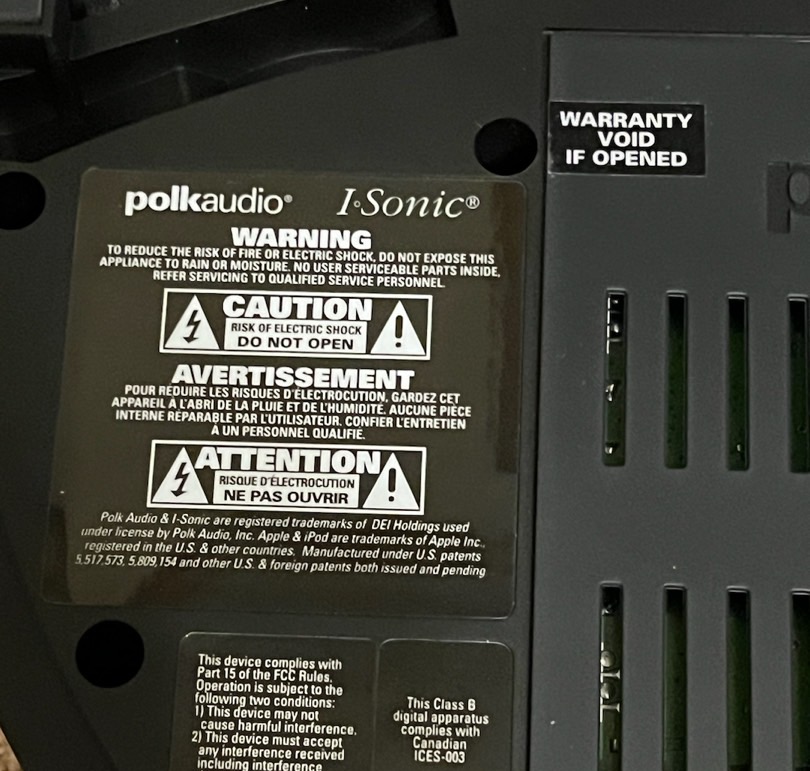 WARRANTY
VOID
IF OPENED
polkaudio® I·Sonic®
WARNING
TO REDUCE THE RISK OF FIRE OR ELECTRIC SHOCK, DO NOT EXPOSE THIS
APPLIANCE TO RAIN OR MOISTURE. NO USER SERVICEABLE PARTS INSIDE,
REFER SERVICING TO QUALIFIED SERVICE PERSONNEL.
CAUTION
RISK OF ELECTRIC SHOCK
DO NOT OPEN
AVERTISSEMENT
POUR RÉDUIRE LES RISQUES D'ÉLECTROCUTION, GARDEZ CET
APPAREIL À L'ABRI DE LA PLUIE ET DE L'HUMIDITÉ. AUCUNE PIÈCE
INTERNE RÉPARABLE PAR L'UTILISATEUR. CONFIER L'ENTRETIEN
À UN PERSONNEL QUALIFIÉ.
ATTENTION
RISQUE D'ÉLECTROCUTION
NE PAS OUVRIR
Polk Audio & I-Sonic are registered trademarks of DEI Holdings used
under license by Polk Audio, Inc. Apple & iPod are trademarks of Apple Inc.,
registered in the U.S. & other countries. Manufactured under U.S. patents
5,517,573, 5,809,154 and other U.S. & foreign patents both issued and pending
This device complies with
Part 15 of the FCC Rules.
Operation is subject to the
following two conditions:
1) This device may not
cause harmful interference.
2) This device must accept
any interference received
including interference
This Class B
digital apparatus
complies with
Canadian
ICES-003